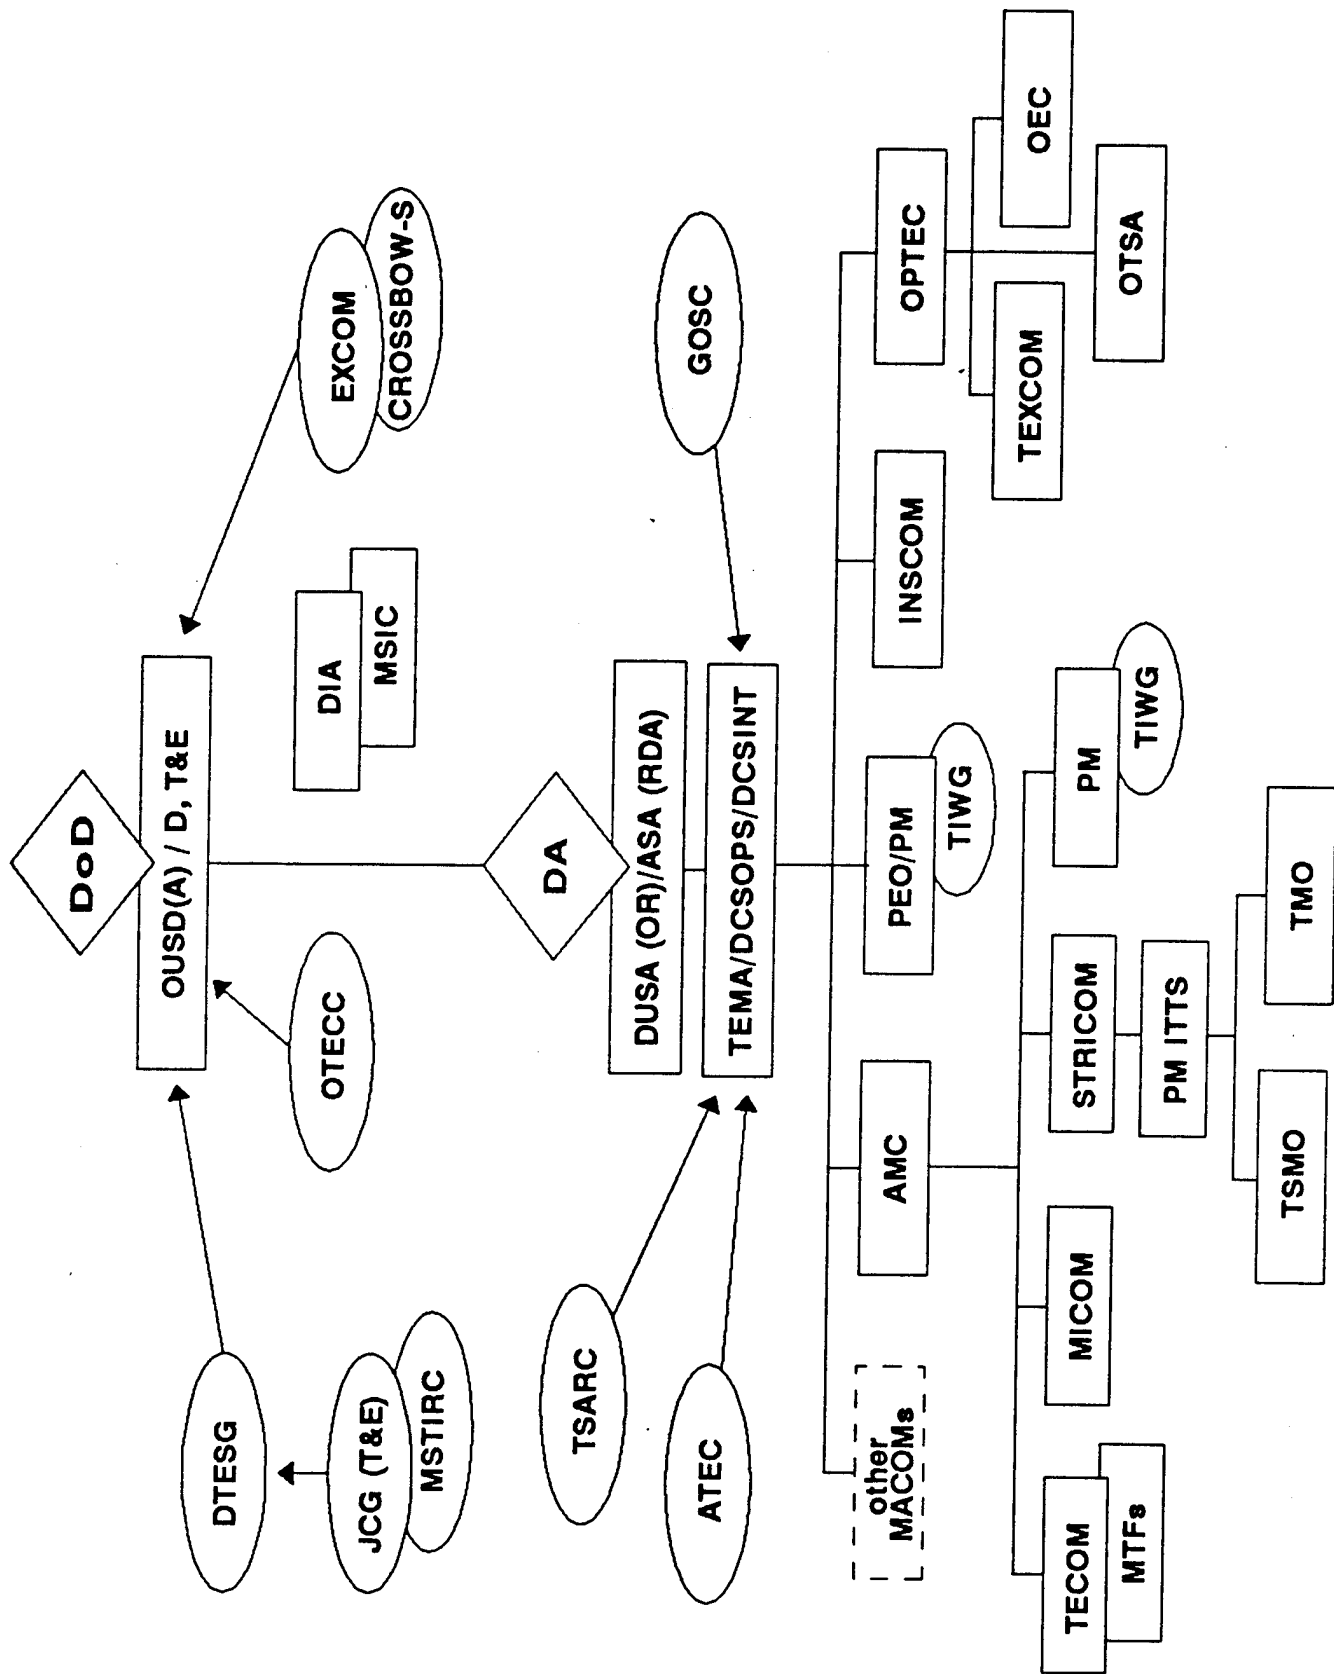 DoD
OUSD(A) / D, T&E
DTESG
JCG (T&E)
MSTIRC
OTECC
DIA
MSIC
EXCOM
CROSSBOW-S
DA
DUSA (OR)/ASA (RDA)
TEMA/DCSOPS/DCSINT
TSARC
ATEC
GOSC
other
MACOMs
AMC
PEO/PM
TIWG
INSCOM
OPTEC
TECOM
MTFs
MICOM
STRICOM
PM
TIWG
TEXCOM
OEC
PM ITTS
OTSA
TSMO
TMO